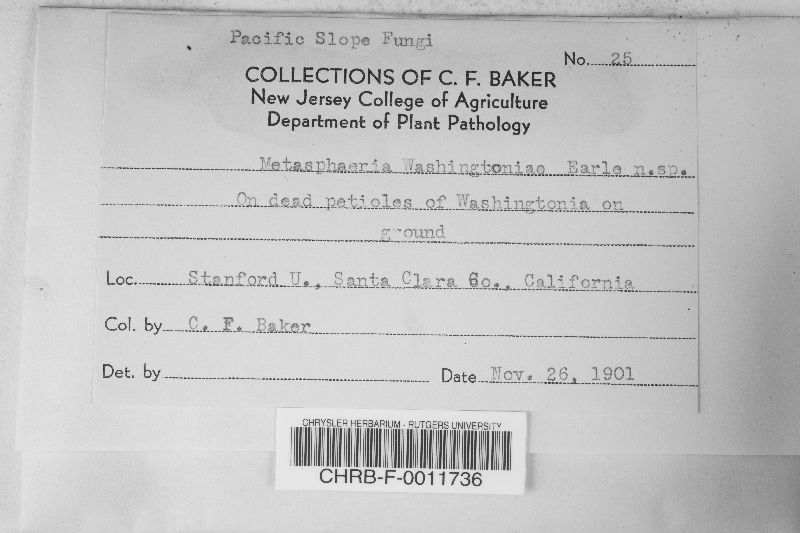 Pacific Slope Fungi
No. 25
COLLECTIONS OF C. F. BAKER
New Jersey College of Agriculture
Department of Plant Pathology
Metasphaeria Washingtoniae Earle n.sp.
On dead petioles of Washingtonia on
ground
Loc. Stanford U., Santa Clara Co., California
Col. by C. F. Baker
Det. by
Date Nov. 26, 1901
CHRYSLER HERBARIUM - RUTGERS UNIVERSITY
CHRB-F-0011736